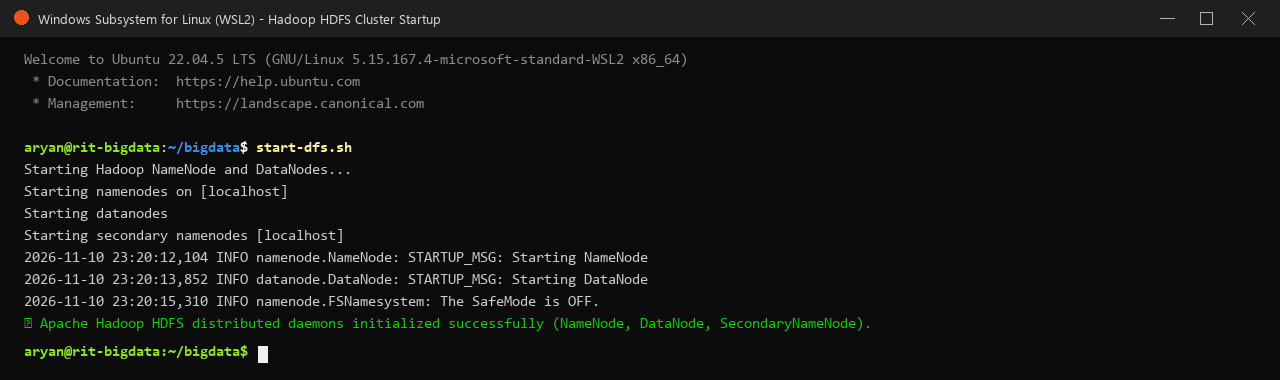 Windows Subsystem for Linux (WSL2) - Hadoop HDFS Cluster Startup
Welcome to Ubuntu 22.04.5 LTS (GNU/Linux 5.15.167.4-microsoft-standard-WSL2 x86_64)
 * Documentation:  https://help.ubuntu.com
 * Management:     https://landscape.canonical.com
aryan@rit-bigdata:~/bigdata$ start-dfs.sh
Starting Hadoop NameNode and DataNodes...
Starting namenodes on [localhost]
Starting datanodes
Starting secondary namenodes [localhost]
2026-11-10 23:20:12,104 INFO namenode.NameNode: STARTUP_MSG: Starting NameNode
2026-11-10 23:20:13,852 INFO datanode.DataNode: STARTUP_MSG: Starting DataNode
2026-11-10 23:20:15,310 INFO namenode.FSNamesystem: The SafeMode is OFF.
Apache Hadoop HDFS distributed daemons initialized successfully (NameNode, DataNode, SecondaryNameNode).
aryan@rit-bigdata:~/bigdata$